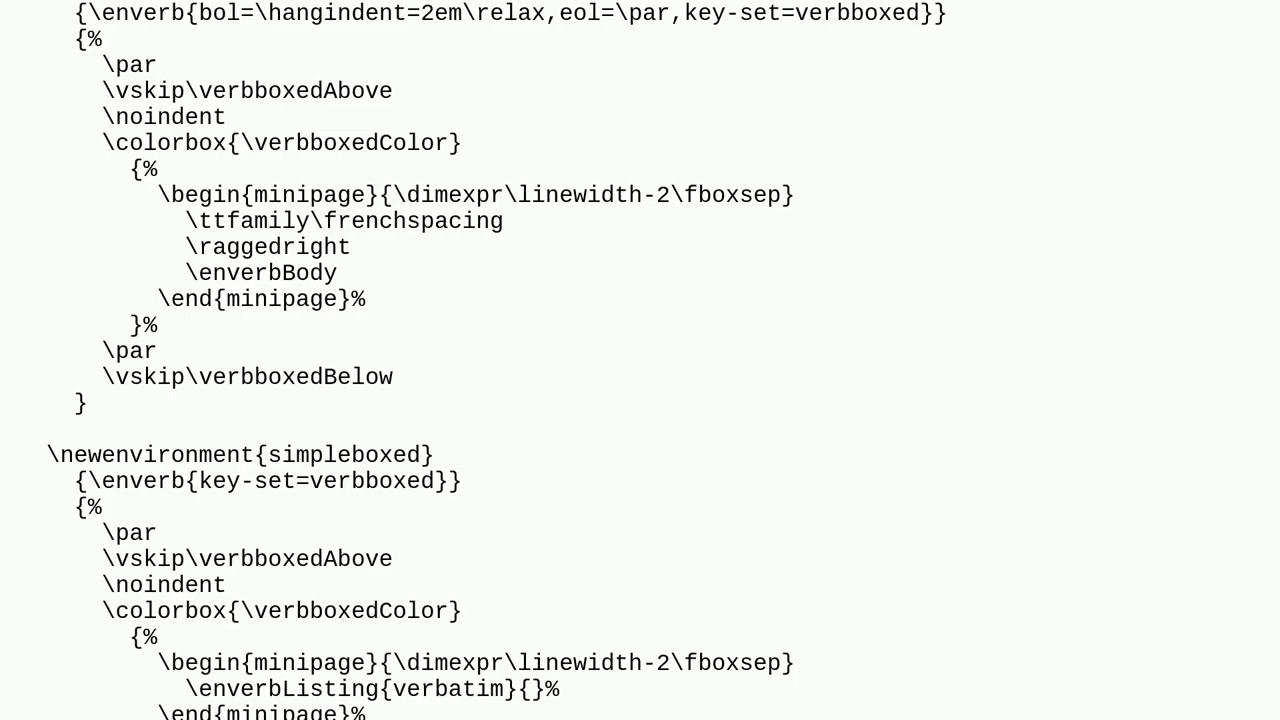 {\enverb{bol=\hangindent=2em\relax,eol=\par,key-set=verbboxed}}
{%
\par
\vskip\verbboxedAbove
\noindent
\colorbox{\verbboxedColor}
{%
\begin{minipage}{\dimexpr\linewidth-2\fboxsep}
\ttfamily\frenchspacing
\raggedright
\enverbBody
\end{minipage}%
}%
\par
\vskip\verbboxedBelow
}
\newenvironment{simpleboxed}
{\enverb{key-set=verbboxed}}
{%
\par
\vskip\verbboxedAbove
\noindent
\colorbox{\verbboxedColor}
{%
\begin{minipage}{\dimexpr\linewidth-2\fboxsep}
\enverbListing{verbatim}{}%
\end{minipage}%